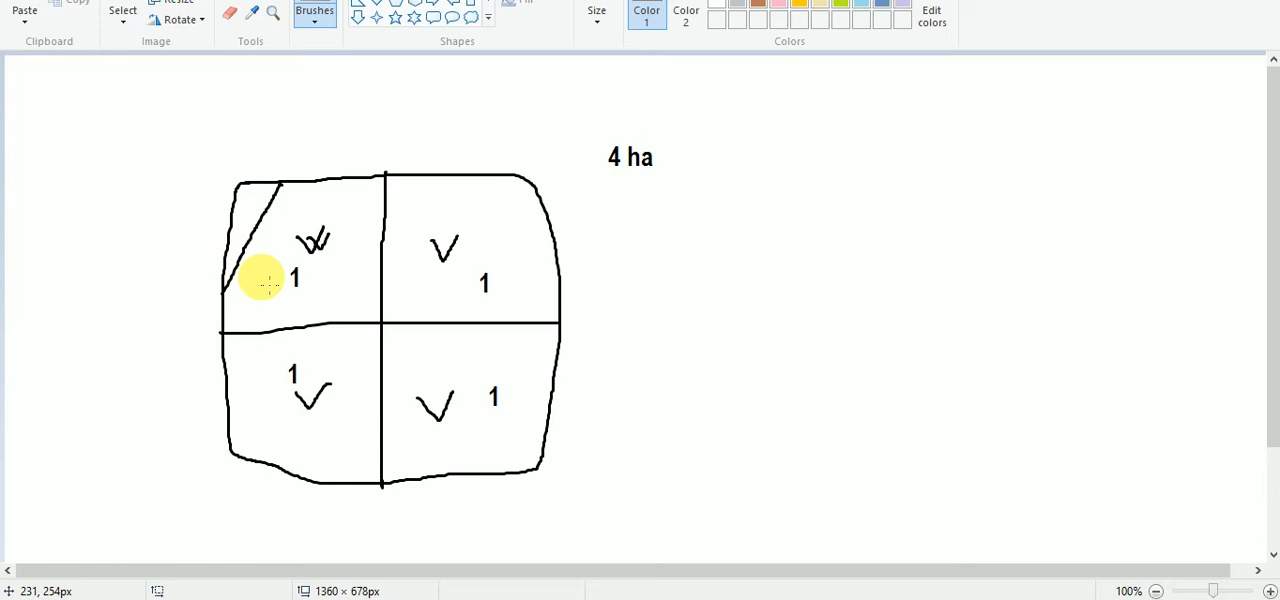 Paste
Copy
Select
Resize
Rotate
Brushes
Fill
Size
Color
1
Color
2
Edit
colors
Clipboard
Image
Tools
Shapes
Colors
4 ha
W
V
1
1
1
V
V
1
231, 254px
1360 × 678px
100%